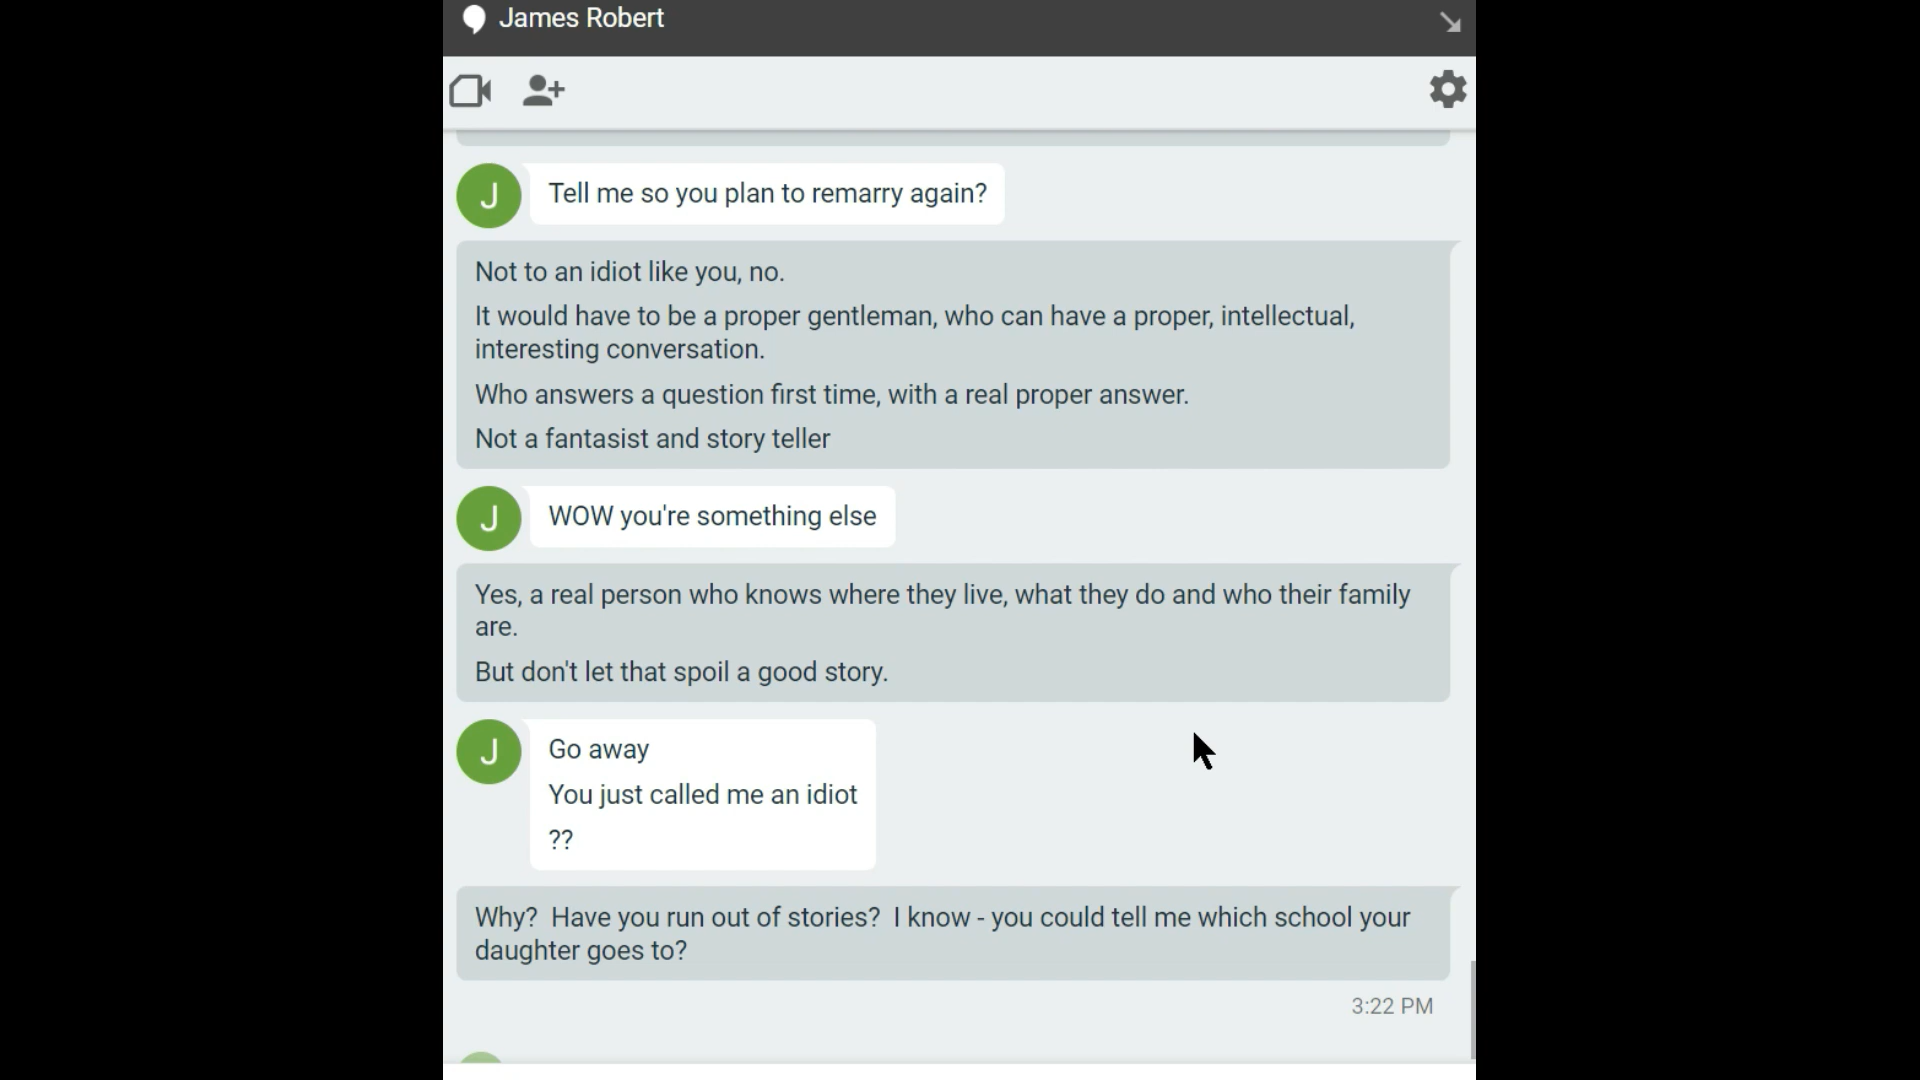 James Robert
J
Tell me so you plan to remarry again?
Not to an idiot like you, no.
It would have to be a proper gentleman, who can have a proper, intellectual,
interesting conversation.
Who answers a question first time, with a real proper answer.
Not a fantasist and story teller
J
WOW you're something else
Yes, a real person who knows where they live, what they do and who their family
are.
But don't let that spoil a good story.
J
Go away
You just called me an idiot
??
Why?  Have you run out of stories?  I know - you could tell me which school your
daughter goes to?
3:22 PM